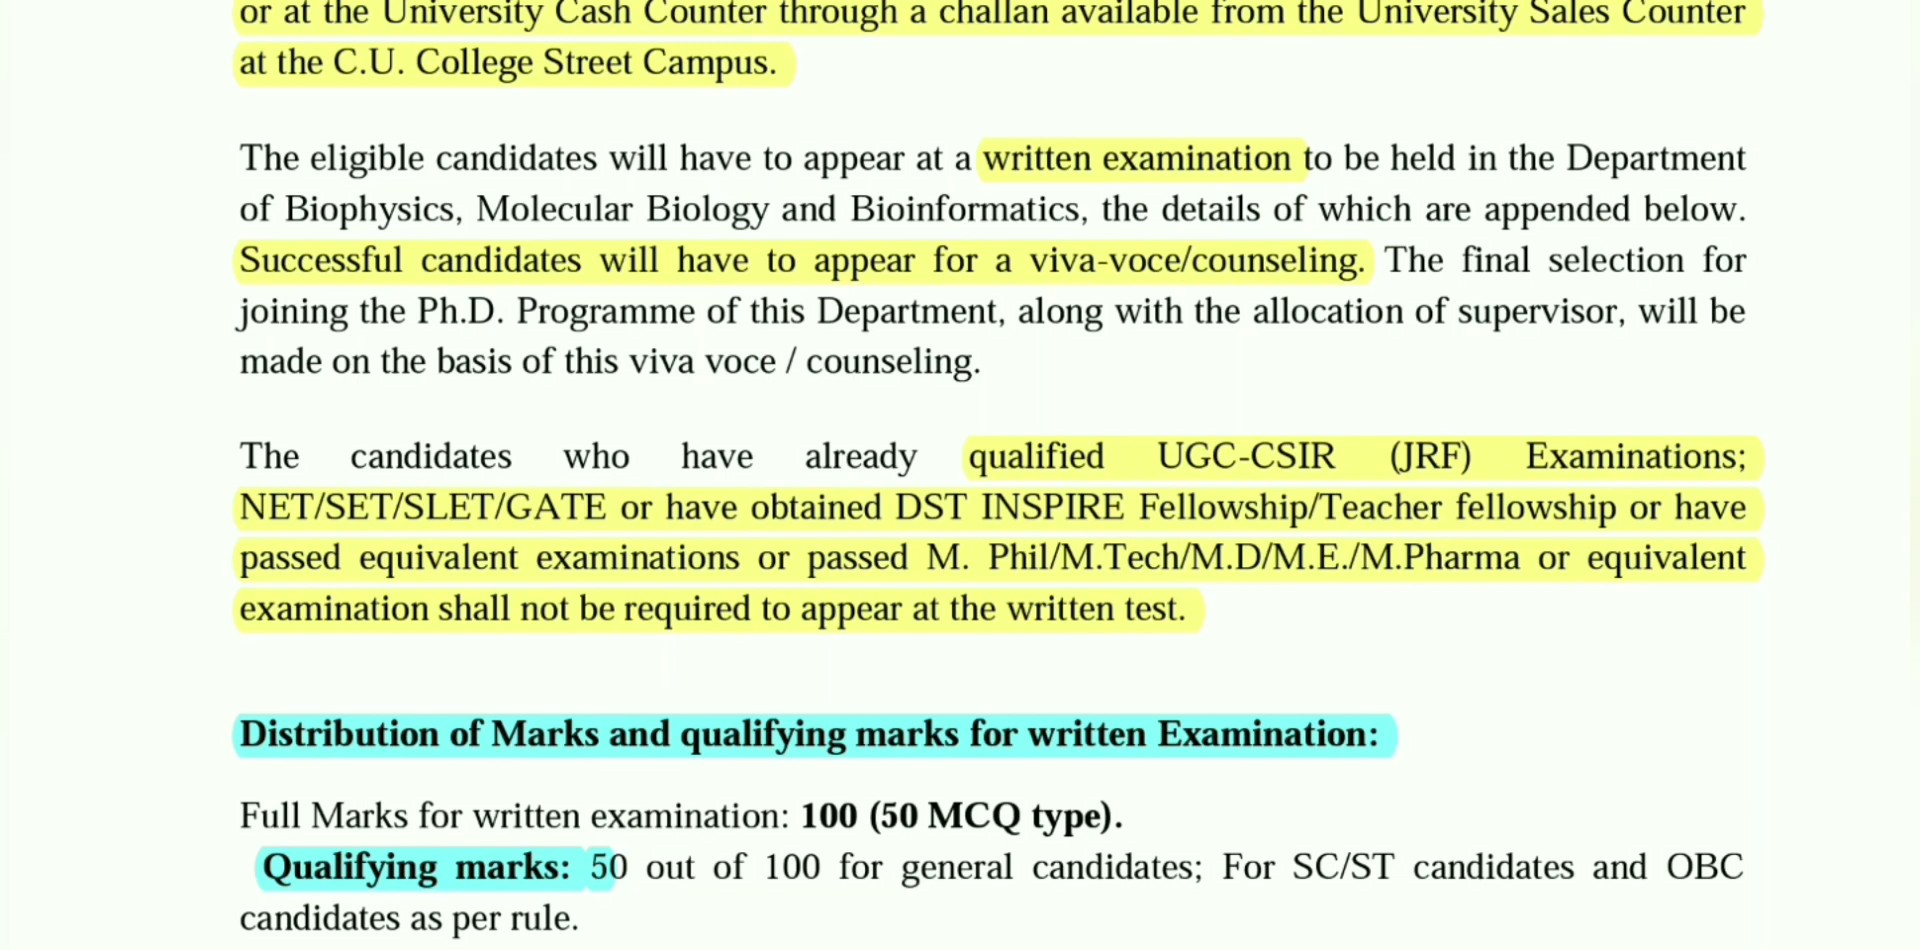 or at the University Cash Counter through a challan available from the University Sales Counter
at the C.U. College Street Campus.
The eligible candidates will have to appear at a written examination to be held in the Department
of Biophysics, Molecular Biology and Bioinformatics, the details of which are appended below.
Successful candidates will have to appear for a viva-voce/counseling. The final selection for
joining the Ph.D. Programme of this Department, along with the allocation of supervisor, will be
made on the basis of this viva voce / counseling.
The candidates who have already qualified UGC-CSIR (JRF) Examinations;
NET/SET/SLET/GATE or have obtained DST INSPIRE Fellowship/Teacher fellowship or have
passed equivalent examinations or passed M. Phil/M.Tech/M.D/M.E./M.Pharma or equivalent
examination shall not be required to appear at the written test.
Distribution of Marks and qualifying marks for written Examination:
Full Marks for written examination: 100 (50 MCQ type).
Qualifying marks: 50 out of 100 for general candidates; For SC/ST candidates and OBC
candidates as per rule.